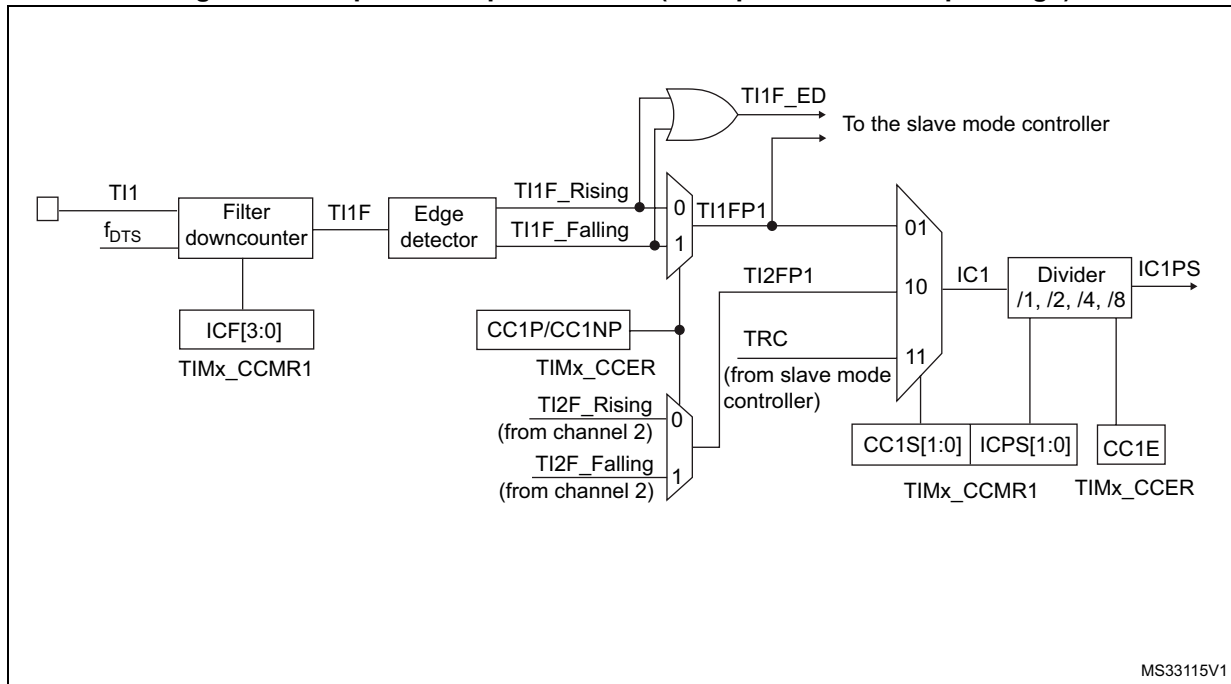 TI1F_ED
To the slave mode controller
TI1
f_DTS
Filter
downcounter
TI1F
Edge
detector
TI1F_Rising
TI1F_Falling
0
1
TI1FP1
01
10
11
TI2FP1
TRC
(from slave mode
controller)
IC1
Divider
/1, /2, /4, /8
IC1PS
ICF[3:0]
TIMx_CCMR1
CC1P/CC1NP
TIMx_CCER
TI2F_Rising
(from channel 2)
TI2F_Falling
(from channel 2)
0
1
CC1S[1:0]
ICPS[1:0]
TIMx_CCMR1
CC1E
TIMx_CCER
MS33115V1